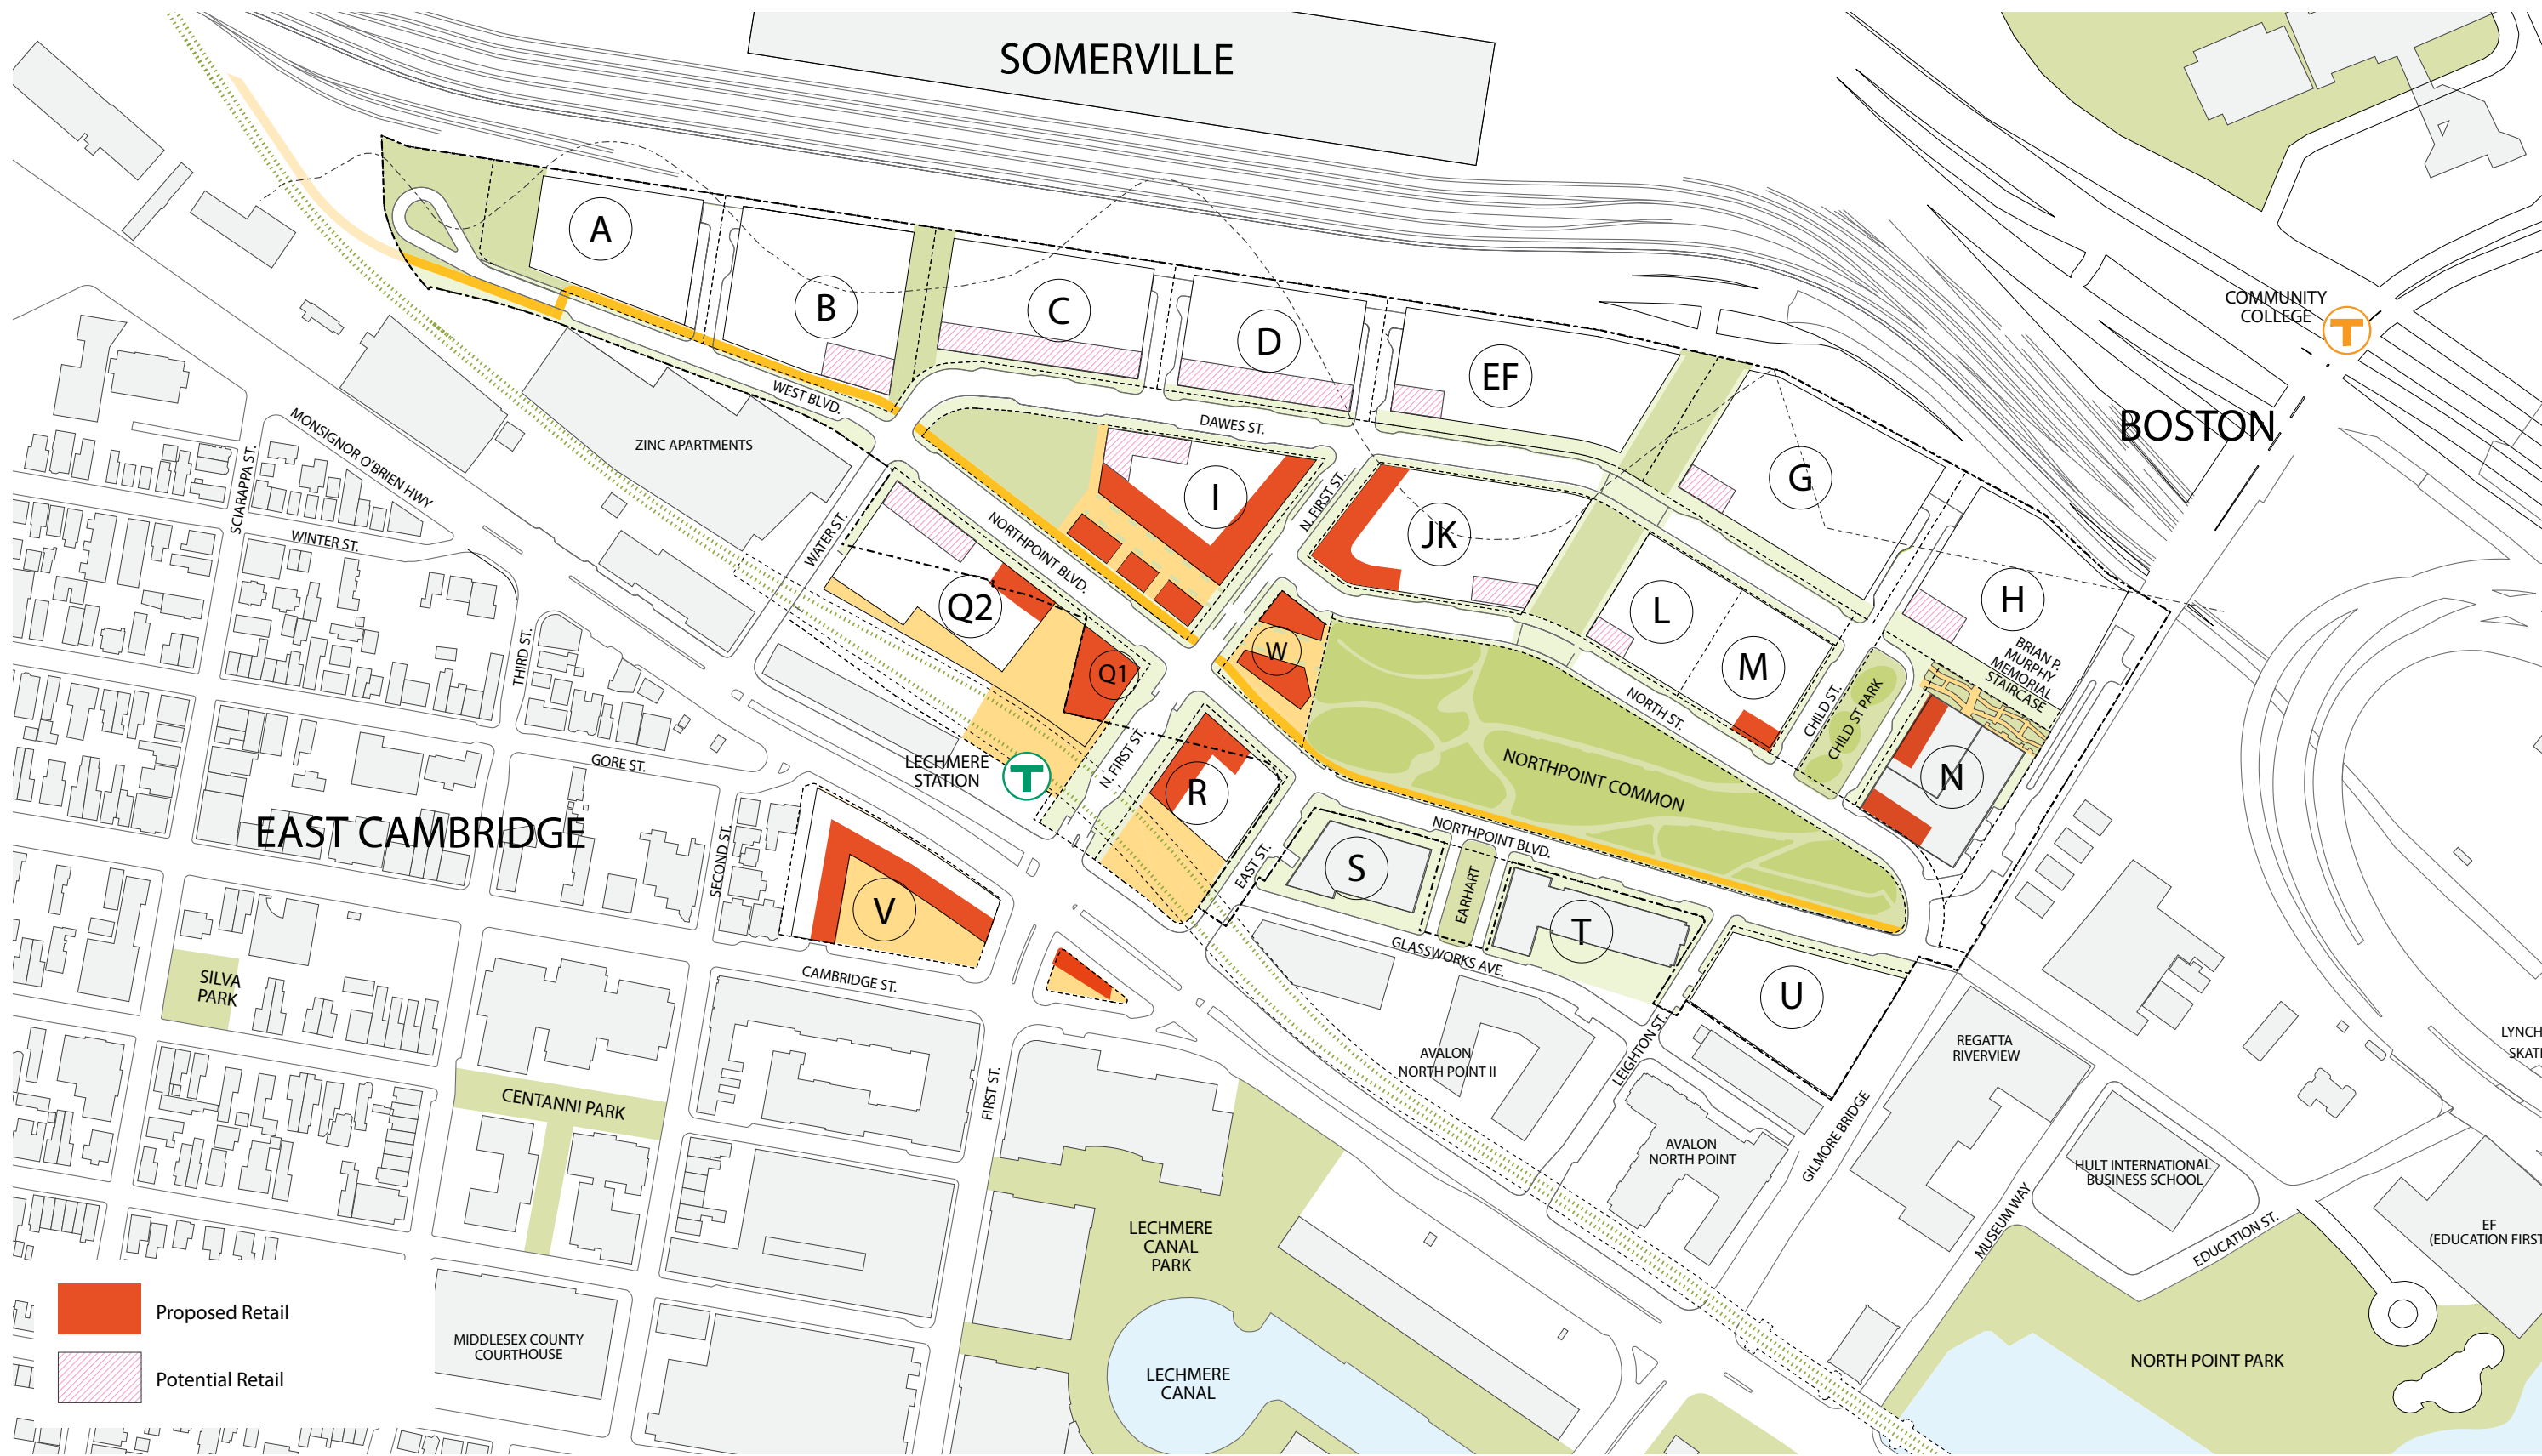 SOMERVILLE
COMMUNITY
COLLEGE
T
BOSTON
A
B
C
D
EF
G
H
I
JK
L
M
N
Q2
Q1
W
R
S
T
U
V
WEST BLVD.
DAWES ST.
ZINC APARTMENTS
MONSIGNOR O'BRIEN HWY
SCIARAPPA ST.
WINTER ST.
WATER ST.
NORTHPOINT BLVD.
N. FIRST ST.
THIRD ST.
BRIAN P.
MURPHY
MEMORIAL
STAIRCASE
CHILD ST.
CHILD ST PARK
NORTH ST.
NORTHPOINT COMMON
LECHMERE
STATION
T
N. FIRST ST.
GORE ST.
EAST CAMBRIDGE
SECOND ST.
EAST ST.
NORTHPOINT BLVD.
EARHART
GLASSWORKS AVE.
CAMBRIDGE ST.
SILVA
PARK
CENTANNI PARK
FIRST ST.
AVALON
NORTH POINT II
LEIGHTON ST.
AVALON
NORTH POINT
GILMORE BRIDGE
REGATTA
RIVERVIEW
LYNCH
SKAT
HULT INTERNATIONAL
BUSINESS SCHOOL
MUSEUM WAY
EDUCATION ST.
EF
(EDUCATION FIRST
LECHMERE
CANAL
PARK
LECHMERE
CANAL
MIDDLESEX COUNTY
COURTHOUSE
NORTH POINT PARK
Proposed Retail
Potential Retail